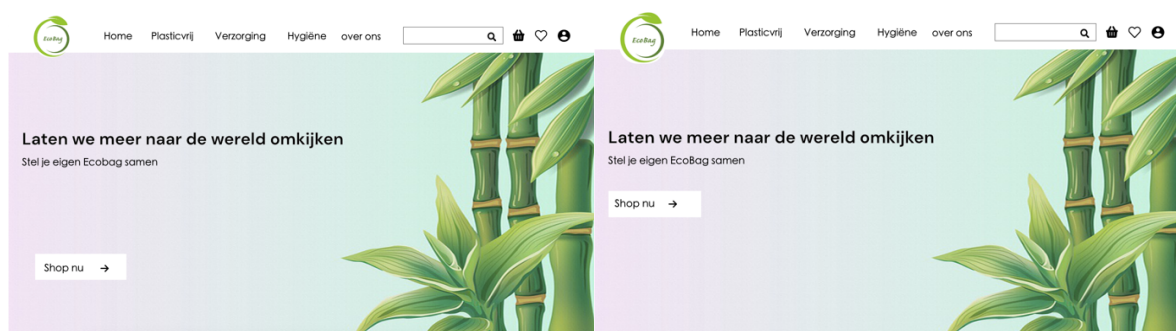 EcoBag
Home Plasticvrij Verzorging Hygiëne over ons
Laten we meer naar de wereld omkijken
Stel je eigen Ecobag samen
Shop nu →
EcoBag
Home Plasticvrij Verzorging Hygiëne over ons
Laten we meer naar de wereld omkijken
Stel je eigen EcoBag samen
Shop nu →